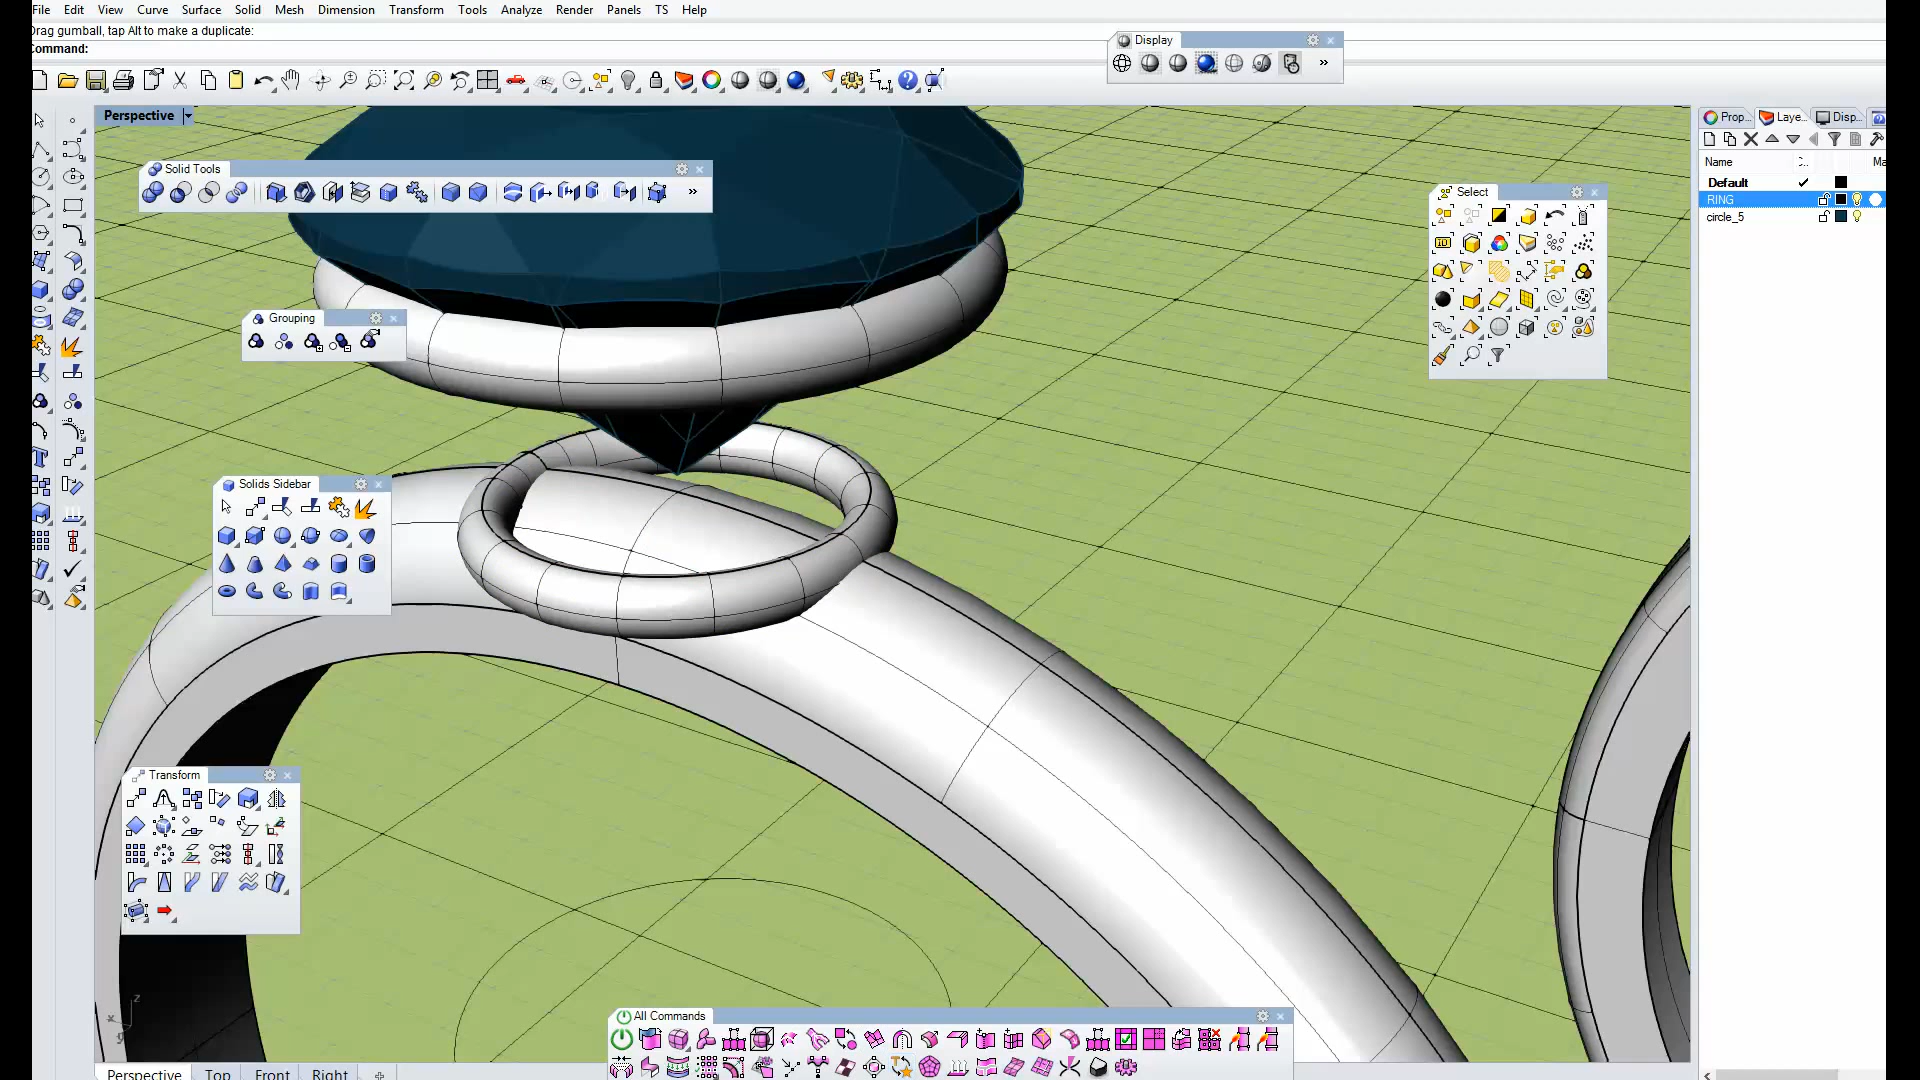 File Edit View Curve Surface Solid Mesh Dimension Transform Tools Analyze Render Panels TS Help
Drag gumball, tap Alt to make a duplicate:
Command:
Display
Perspective
Prop... Laye... Disp...
Solid Tools
Name Ma
Default
Select
RING
circle_5
Grouping
Solids Sidebar
Transform
z
x
y
All Commands
Perspective Top Front Right